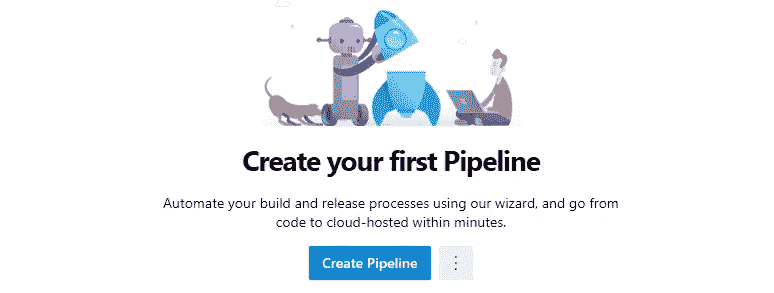 Create your first Pipeline
Automate your build and release processes using our wizard, and go from
code to cloud-hosted within minutes.
Create Pipeline